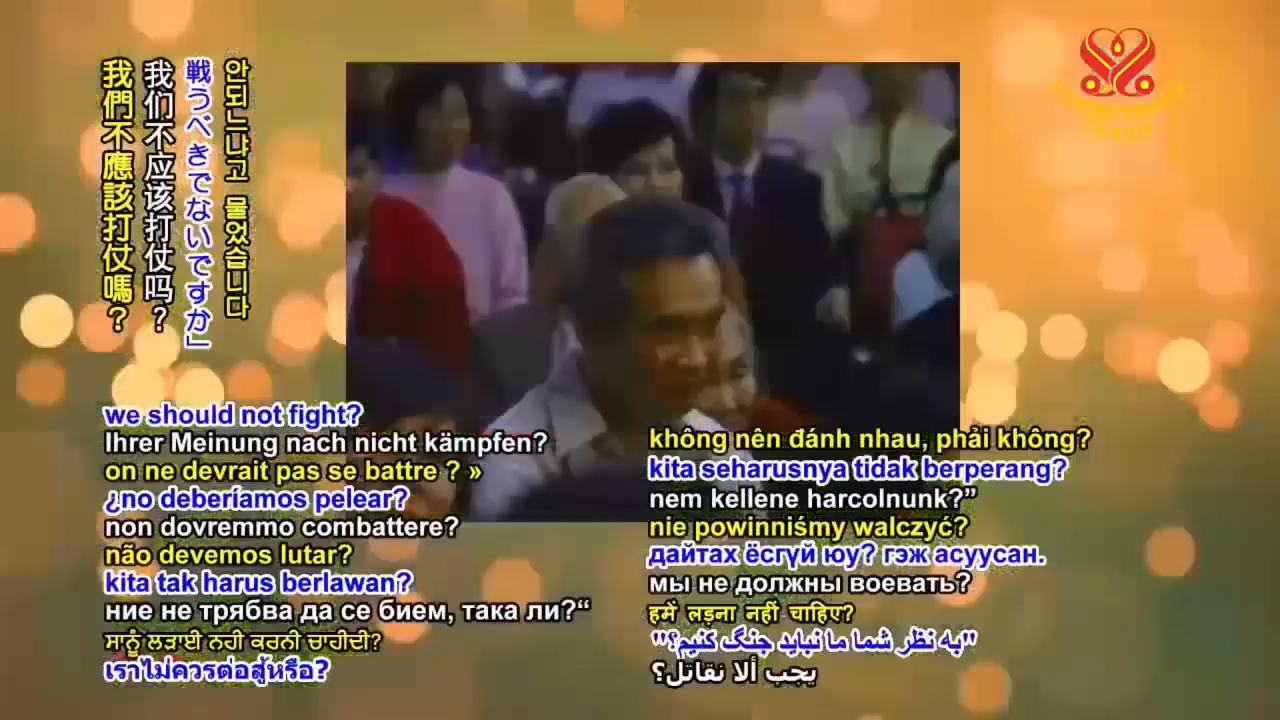 안되느냐고 물었습니다
戦うべきでないですか」
我们不应该打仗吗？
我們不應該打仗嗎？
we should not fight?
Ihrer Meinung nach nicht kämpfen?
on ne devrait pas se battre ? »
¿no deberíamos pelear?
non dovremmo combattere?
não devemos lutar?
kita tak harus berlawan?
ние не трябва да се бием, така ли?“
ਸਾਨੂੰ ਲੜਾਈ ਨਹੀ ਕਰਨੀ ਚਾਹੀਦੀ?
เราไม่ควรต่อสู้หรือ?
không nên đánh nhau, phải không?
kita seharusnya tidak berperang?
nem kellene harcolnunk?”
nie powinniśmy walczyć?
дайтах ёсгүй юу? гэж асуусан.
мы не должны воевать?
हमें लड़ना नहीं चाहिए?
"به نظر شما ما نباید جنگ کنیم؟"
يجب ألا نقاتل؟